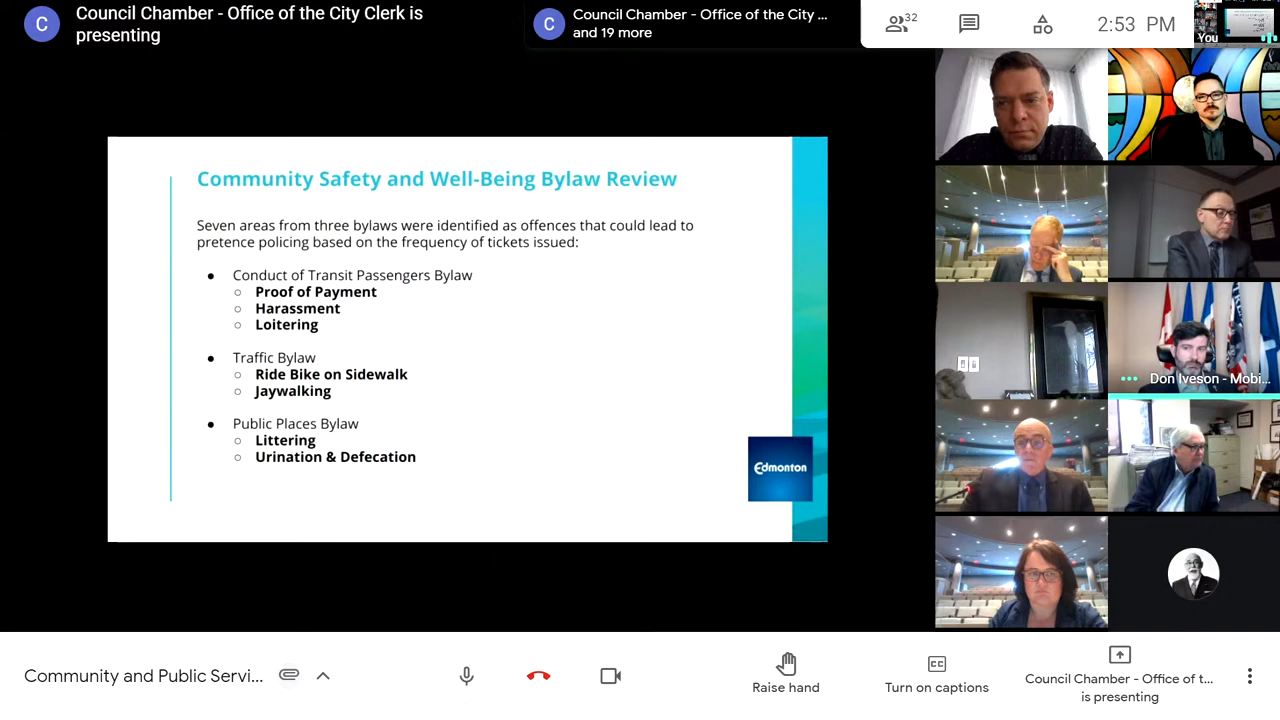 C
Council Chamber - Office of the City Clerk is
presenting
C
Council Chamber - Office of the City ...
and 19 more
32
2:53 PM
You
Community Safety and Well-Being Bylaw Review
Seven areas from three bylaws were identified as offences that could lead to
pretence policing based on the frequency of tickets issued:
● Conduct of Transit Passengers Bylaw
○ Proof of Payment
○ Harassment
○ Loitering
● Traffic Bylaw
○ Ride Bike on Sidewalk
○ Jaywalking
● Public Places Bylaw
○ Littering
○ Urination & Defecation
Edmonton
Don Iveson - Mobi...
Community and Public Servi...
Raise hand
CC
Turn on captions
Council Chamber - Office of t...
is presenting